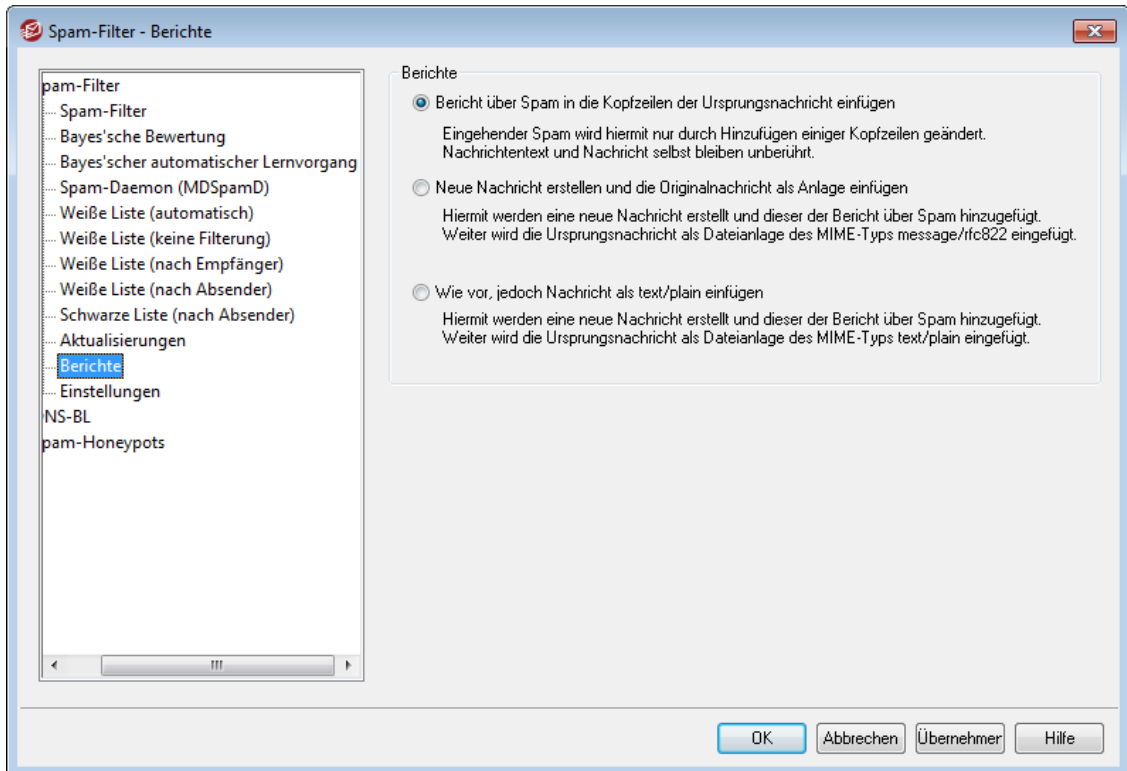 Spam-Filter - Berichte
pam-Filter
Spam-Filter
Bayes'sche Bewertung
Bayes'scher automatischer Lernvorgang
Spam-Daemon (MDSpamD)
Weiße Liste (automatisch)
Weiße Liste (keine Filterung)
Weiße Liste (nach Empfänger)
Weiße Liste (nach Absender)
Schwarze Liste (nach Absender)
Aktualisierungen
Berichte
Einstellungen
NS-BL
pam-Honeypots
Berichte
Bericht über Spam in die Kopfzeilen der Ursprungsnachricht einfügen
Eingehender Spam wird hiermit nur durch Hinzufügen einiger Kopfzeilen geändert.
Nachrichtentext und Nachricht selbst bleiben unberührt.
Neue Nachricht erstellen und die Originalnachricht als Anlage einfügen
Hiermit werden eine neue Nachricht erstellt und dieser der Bericht über Spam hinzugefügt.
Weiter wird die Ursprungsnachricht als Dateianlage des MIME-Typs message/rfc822 eingefügt.
Wie vor, jedoch Nachricht als text/plain einfügen
Hiermit werden eine neue Nachricht erstellt und dieser der Bericht über Spam hinzugefügt.
Weiter wird die Ursprungsnachricht als Dateianlage des MIME-Typs text/plain eingefügt.
OK
Abbrechen
Übernehmer
Hilfe